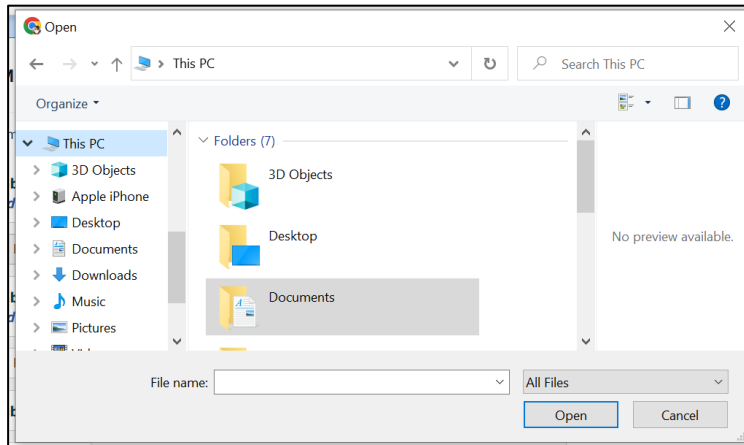 Open
This PC
Search This PC
Organize
This PC
3D Objects
Apple iPhone
Desktop
Documents
Downloads
Music
Pictures
Folders (7)
3D Objects
Desktop
Documents
No preview available.
File name:
All Files
Open
Cancel